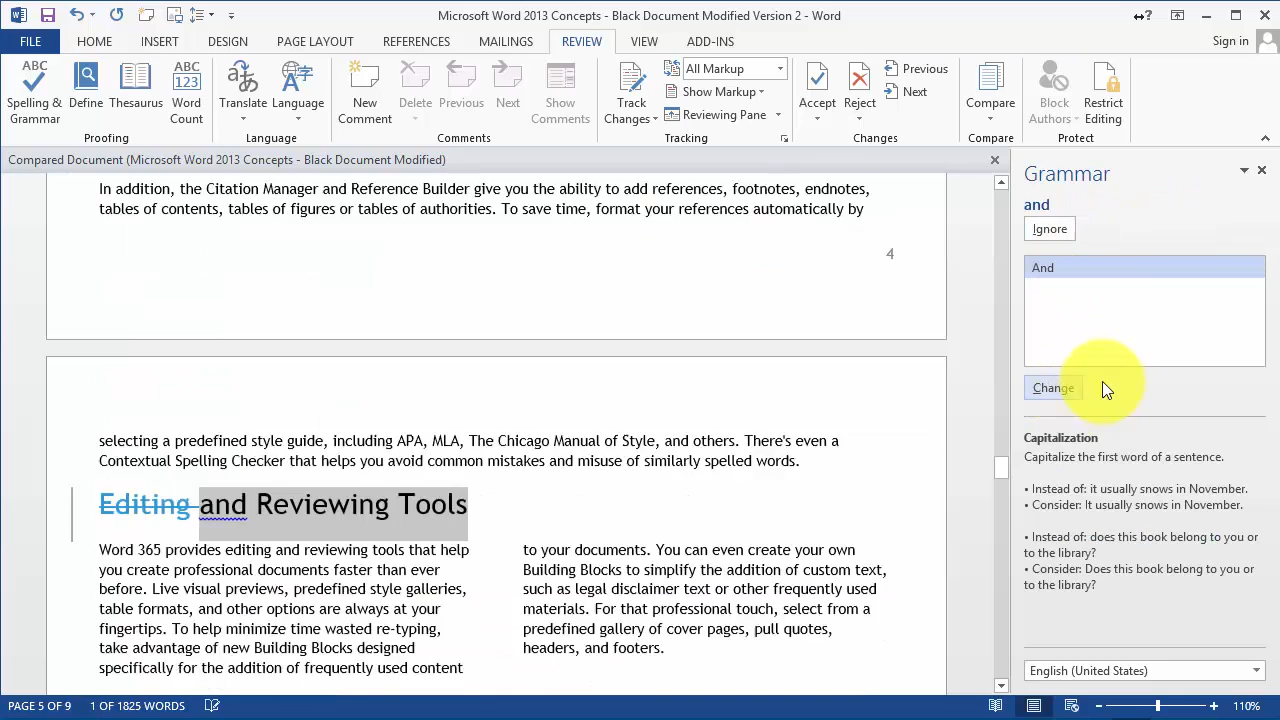 Microsoft Word 2013 Concepts - Black Document Modified Version 2 - Word
FILE HOME INSERT DESIGN PAGE LAYOUT REFERENCES MAILINGS REVIEW VIEW ADD-INS Sign in
Spelling & Grammar
Define
Thesaurus
Word Count
Proofing
Translate
Language
Language
New Comment
Delete
Previous
Next
Show Comments
Comments
Track Changes
All Markup
Show Markup
Reviewing Pane
Tracking
Accept
Reject
Previous
Next
Changes
Compare
Compare
Block Authors
Restrict Editing
Protect
Compared Document (Microsoft Word 2013 Concepts - Black Document Modified)
In addition, the Citation Manager and Reference Builder give you the ability to add references, footnotes, endnotes,
tables of contents, tables of figures or tables of authorities. To save time, format your references automatically by
4
selecting a predefined style guide, including APA, MLA, The Chicago Manual of Style, and others. There's even a
Contextual Spelling Checker that helps you avoid common mistakes and misuse of similarly spelled words.
Editing and Reviewing Tools
Word 365 provides editing and reviewing tools that help
you create professional documents faster than ever
before. Live visual previews, predefined style galleries,
table formats, and other options are always at your
fingertips. To help minimize time wasted re-typing,
take advantage of new Building Blocks designed
specifically for the addition of frequently used content
to your documents. You can even create your own
Building Blocks to simplify the addition of custom text,
such as legal disclaimer text or other frequently used
materials. For that professional touch, select from a
predefined gallery of cover pages, pull quotes,
headers, and footers.
Grammar
and
Ignore
And
Change
Capitalization
Capitalize the first word of a sentence.
• Instead of: it usually snows in November.
• Consider: It usually snows in November.
• Instead of: does this book belong to you or
to the library?
• Consider: Does this book belong to you or
to the library?
English (United States)
PAGE 5 OF 9 1 OF 1825 WORDS 110%